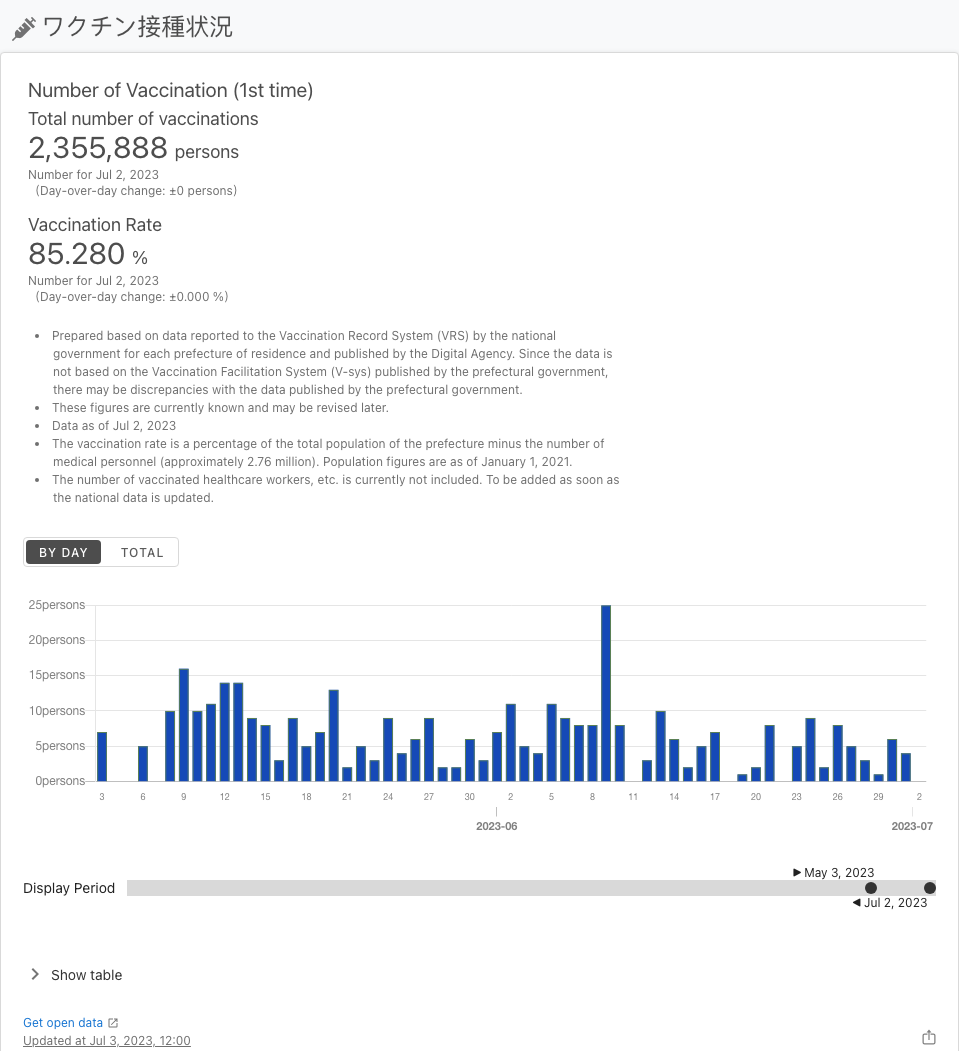 ワクチン接種状況
Number of Vaccination (1st time)
Total number of vaccinations
2,355,888 persons
Number for Jul 2, 2023
(Day-over-day change: ±0 persons)
Vaccination Rate
85.280 %
Number for Jul 2, 2023
(Day-over-day change: ±0.000 %)
• Prepared based on data reported to the Vaccination Record System (VRS) by the national
government for each prefecture of residence and published by the Digital Agency. Since the data is
not based on the Vaccination Facilitation System (V-sys) published by the prefectural government,
there may be discrepancies with the data published by the prefectural government.
• These figures are currently known and may be revised later.
• Data as of Jul 2, 2023
• The vaccination rate is a percentage of the total population of the prefecture minus the number of
medical personnel (approximately 2.76 million). Population figures are as of January 1, 2021.
• The number of vaccinated healthcare workers, etc. is currently not included. To be added as soon as
the national data is updated.
BY DAY TOTAL
25persons
20persons
15persons
10persons
5persons
0persons
3 6 9 12 15 18 21 24 27 30 2 5 8 11 14 17 20 23 26 29 2
2023-06 2023-07
May 3, 2023
Display Period
Jul 2, 2023
Show table
Get open data
Updated at Jul 3, 2023, 12:00